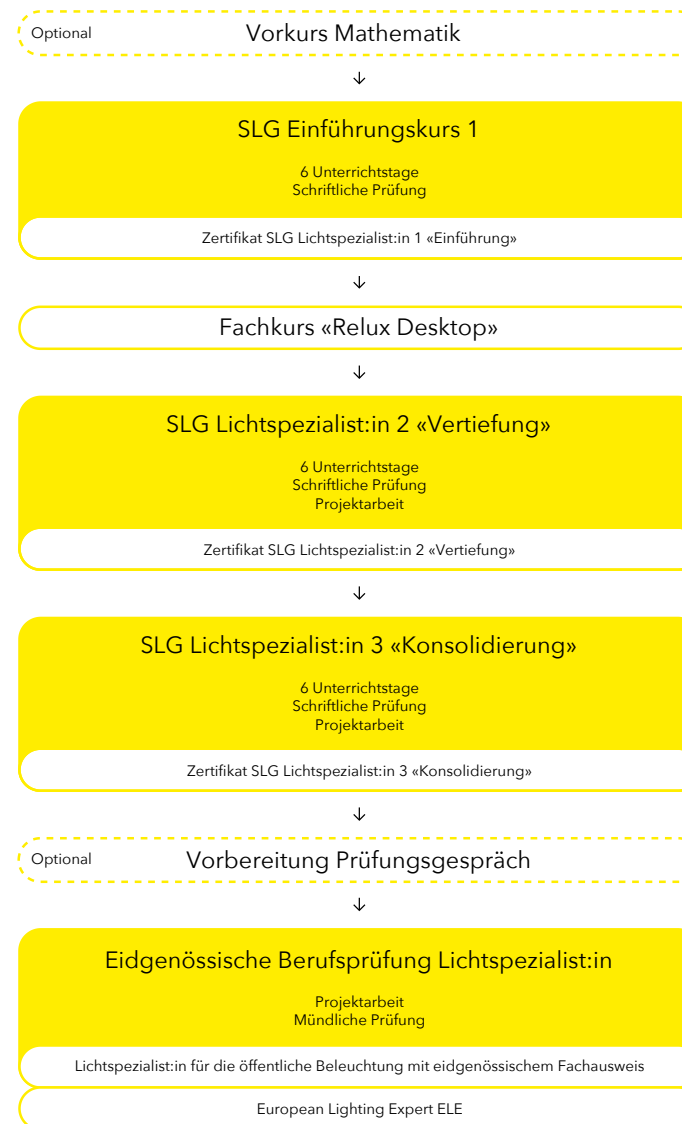 Optional
Vorkurs Mathematik
↓
SLG Einführungskurs 1
6 Unterrichtstage
Schriftliche Prüfung
Zertifikat SLG Lichtspezialist:in 1 «Einführung»
↓
Fachkurs «Relux Desktop»
↓
SLG Lichtspezialist:in 2 «Vertiefung»
6 Unterrichtstage
Schriftliche Prüfung
Projektarbeit
Zertifikat SLG Lichtspezialist:in 2 «Vertiefung»
↓
SLG Lichtspezialist:in 3 «Konsolidierung»
6 Unterrichtstage
Schriftliche Prüfung
Projektarbeit
Zertifikat SLG Lichtspezialist:in 3 «Konsolidierung»
↓
Optional
Vorbereitung Prüfungsgespräch
↓
Eidgenössische Berufsprüfung Lichtspezialist:in
Projektarbeit
Mündliche Prüfung
Lichtspezialist:in für die öffentliche Beleuchtung mit eidgenössischem Fachausweis
European Lighting Expert ELE